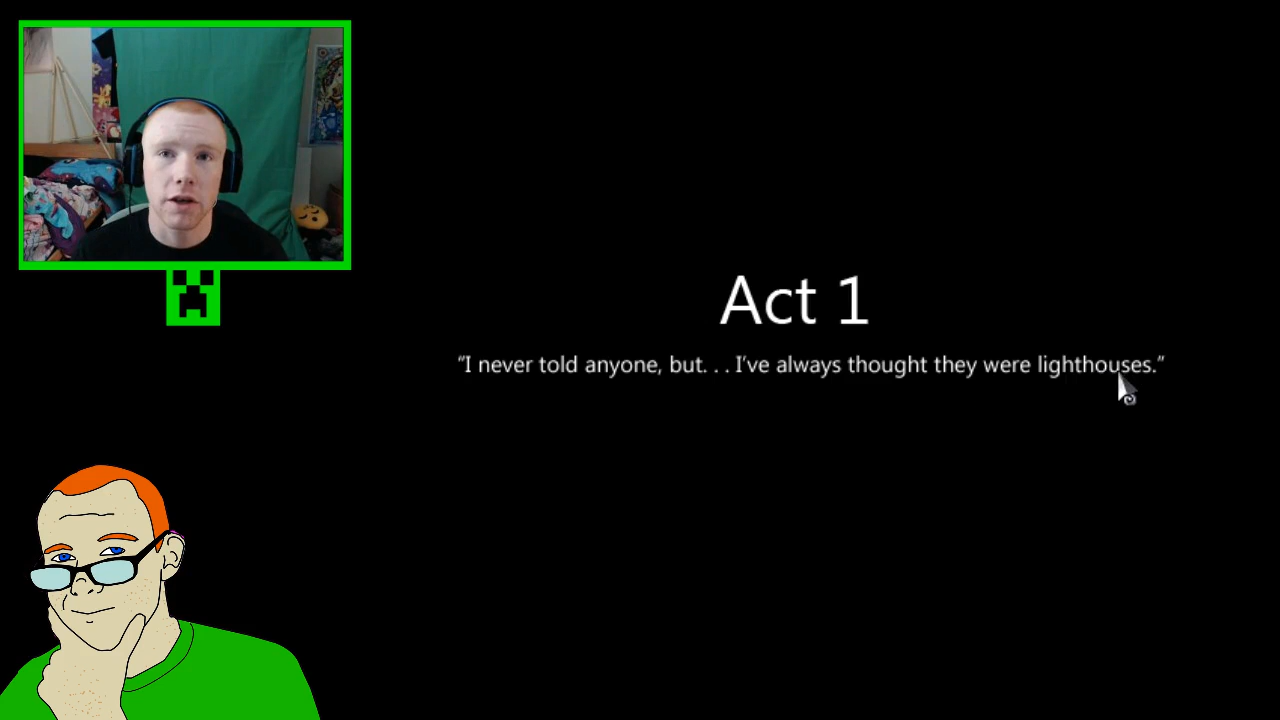 Act 1
“I never told anyone, but. . . I’ve always thought they were lighthouses.”